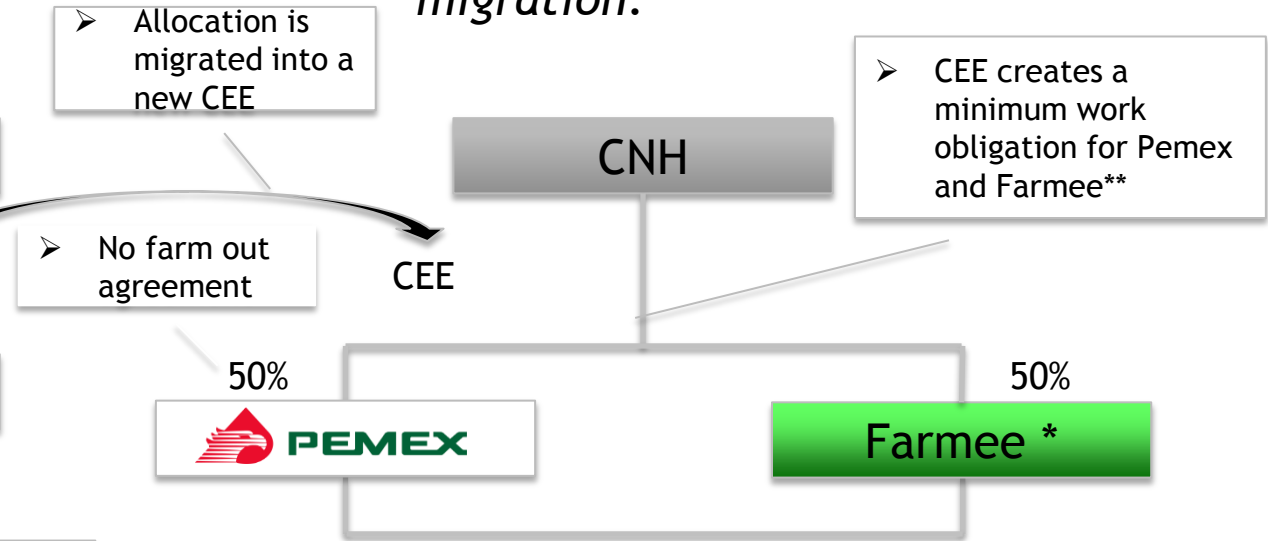 migration.
➢ Allocation is
migrated into a
new CEE
➢ CEE creates a
minimum work
obligation for Pemex
and Farmee**
CNH
➢ No farm out
agreement
CEE
50%
50%
PEMEX
Farmee *